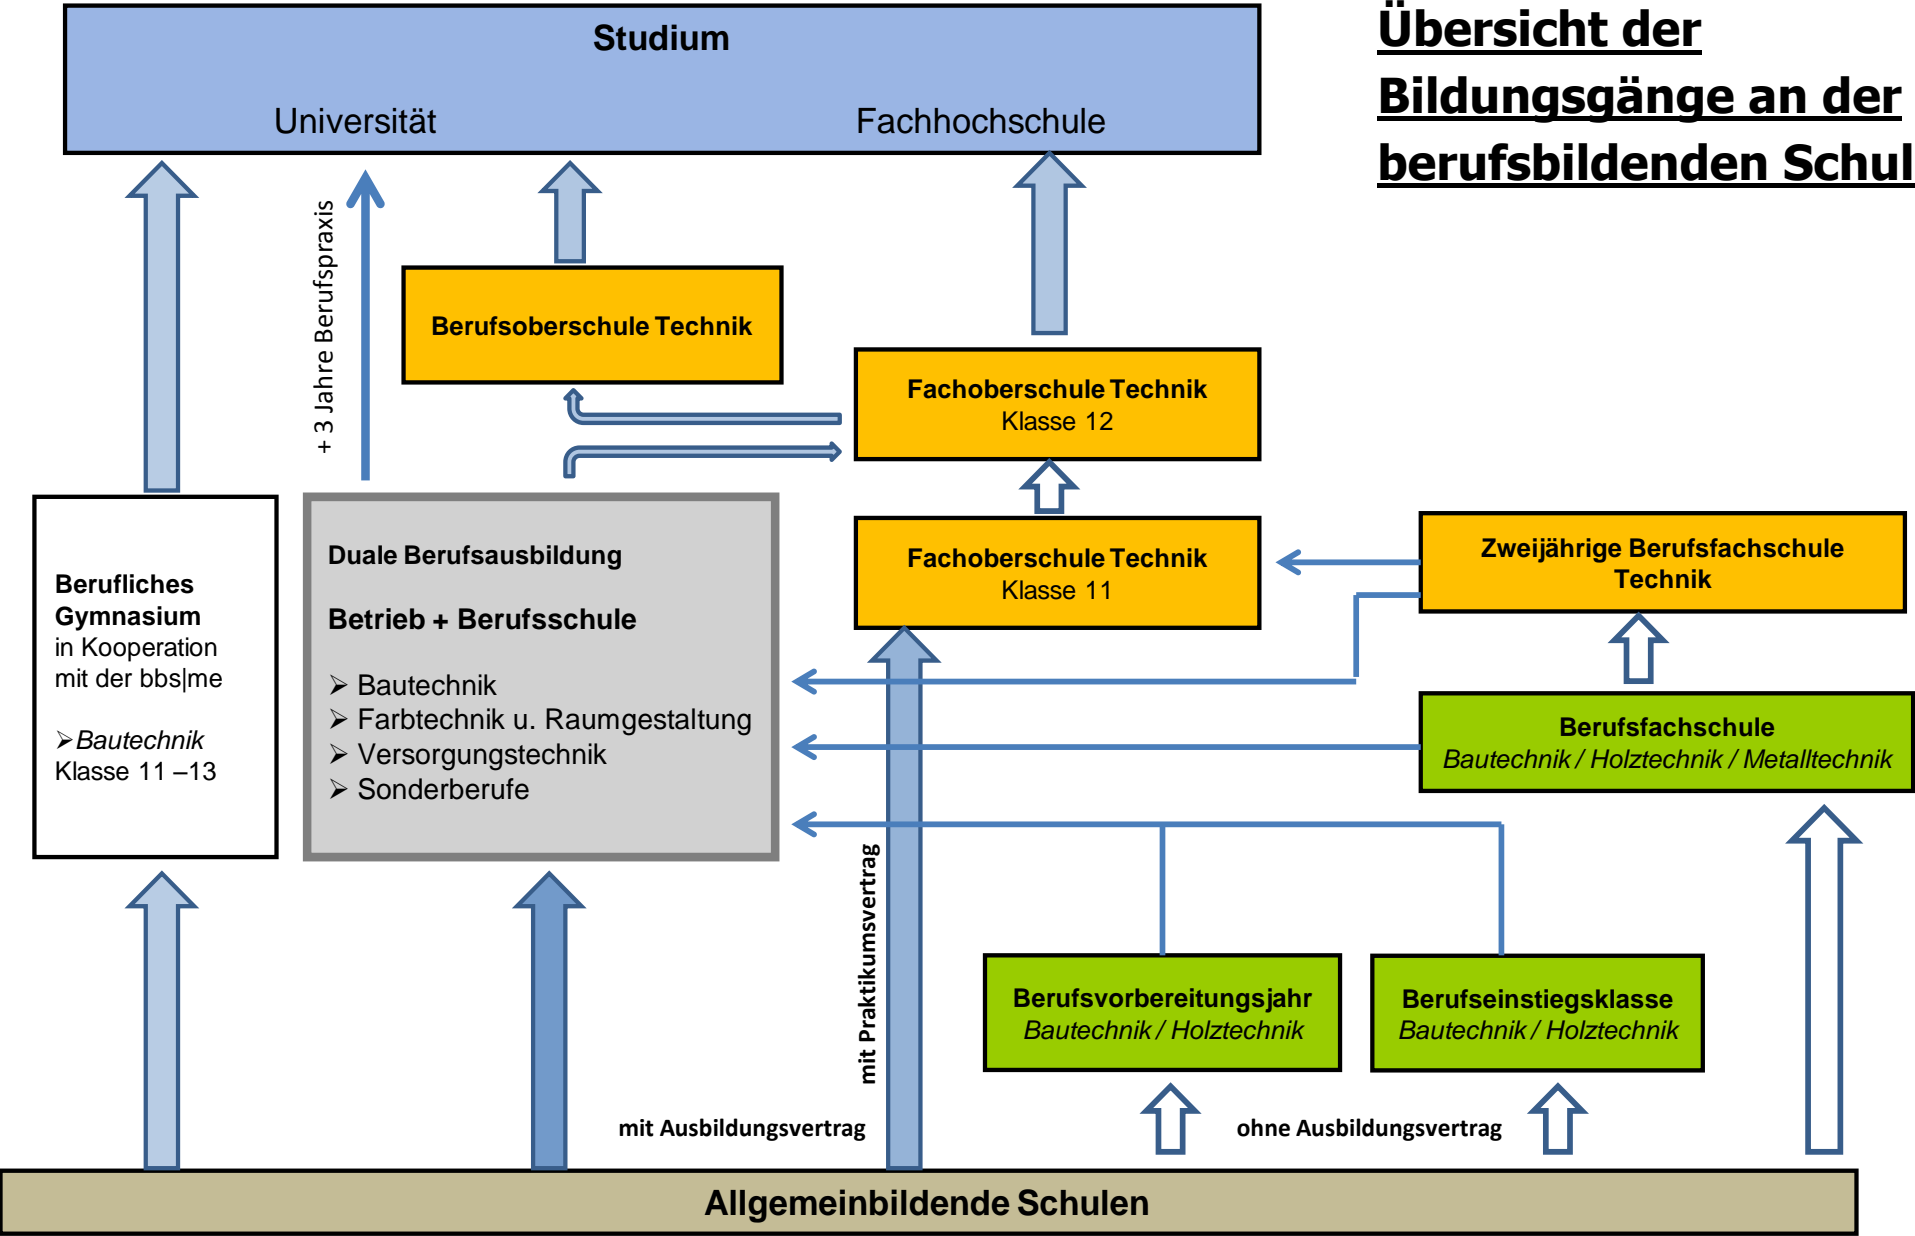 Übersicht der
Bildungsgänge an der
berufsbildenden Schul
Studium
Universität
Fachhochschule
+ 3 Jahre Berufspraxis
Berufsoberschule Technik
Fachoberschule Technik
Klasse 12
Berufliches
Gymnasium
in Kooperation
mit der bbs|me
➢Bautechnik
Klasse 11 –13
Duale Berufsausbildung
Betrieb + Berufsschule
➢ Bautechnik
➢ Farbtechnik u. Raumgestaltung
➢ Versorgungstechnik
➢ Sonderberufe
Fachoberschule Technik
Klasse 11
Zweijährige Berufsfachschule
Technik
Berufsfachschule
Bautechnik / Holztechnik / Metalltechnik
mit Praktikumsvertrag
Berufsvorbereitungsjahr
Bautechnik / Holztechnik
Berufseinstiegsklasse
Bautechnik / Holztechnik
mit Ausbildungsvertrag
ohne Ausbildungsvertrag
Allgemeinbildende Schulen